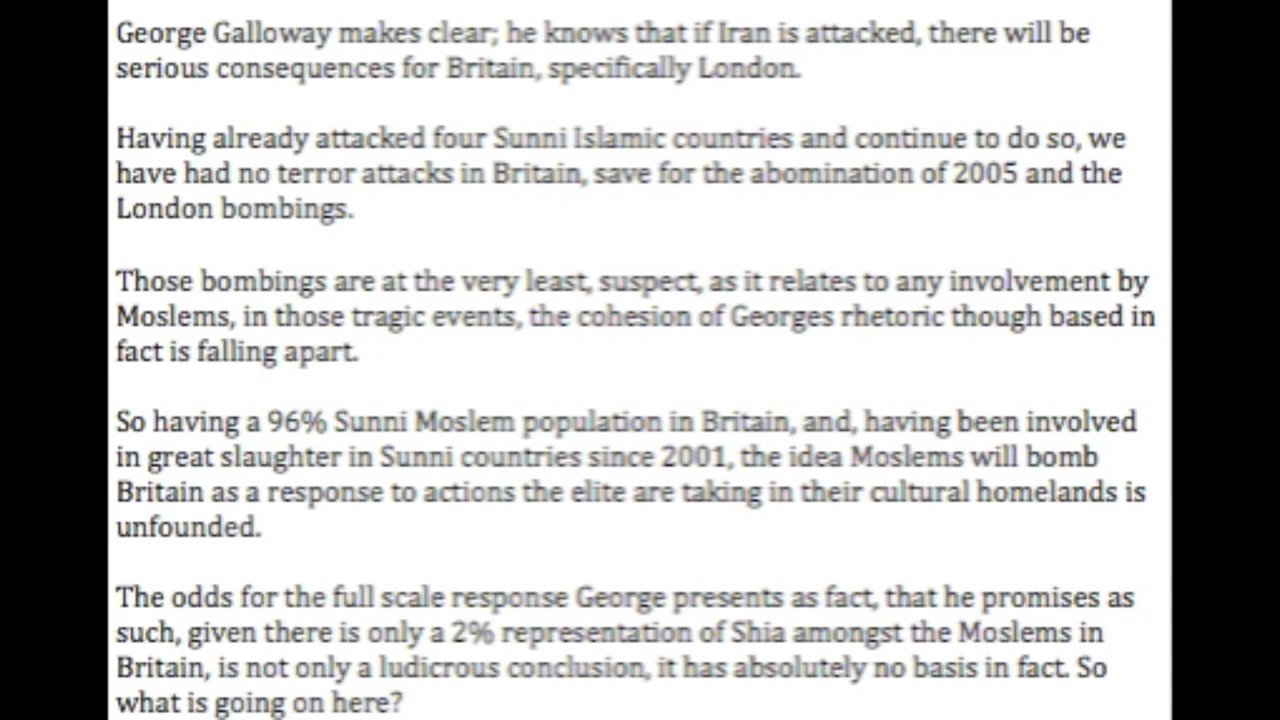 George Galloway makes clear; he knows that if Iran is attacked, there will be
serious consequences for Britain, specifically London.
Having already attacked four Sunni Islamic countries and continue to do so, we
have had no terror attacks in Britain, save for the abomination of 2005 and the
London bombings.
Those bombings are at the very least, suspect, as it relates to any involvement by
Moslems, in those tragic events, the cohesion of Georges rhetoric though based in
fact is falling apart.
So having a 96% Sunni Moslem population in Britain, and, having been involved
in great slaughter in Sunni countries since 2001, the idea Moslems will bomb
Britain as a response to actions the elite are taking in their cultural homelands is
unfounded.
The odds for the full scale response George presents as fact, that he promises as
such, given there is only a 2% representation of Shia amongst the Moslems in
Britain, is not only a ludicrous conclusion, it has absolutely no basis in fact. So
what is going on here?